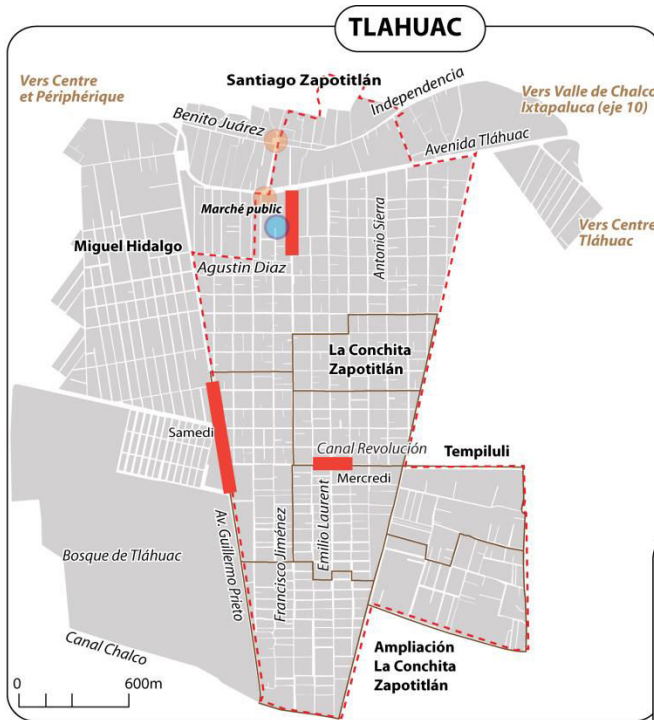 TLAHUAC
Vers Centre
et Périphérique
Santiago Zapotitlán
Independencia
Vers Valle de Chalco
Ixtapaluca (eje 10)
Benito Juárez
Avenida Tláhuac
Marché public
Antonio Sierra
Vers Centre
Tláhuac
Miguel Hidalgo
Agustin Diaz
La Conchita
Zapotitlán
Samedi
Canal Revolución
Mercredi
Tempiluli
Emilio Laurent
Francisco Jiménez
Av. Guillermo Prieto
Bosque de Tláhuac
Canal Chalco
Ampliación
La Conchita
Zapotitlán
0 600m